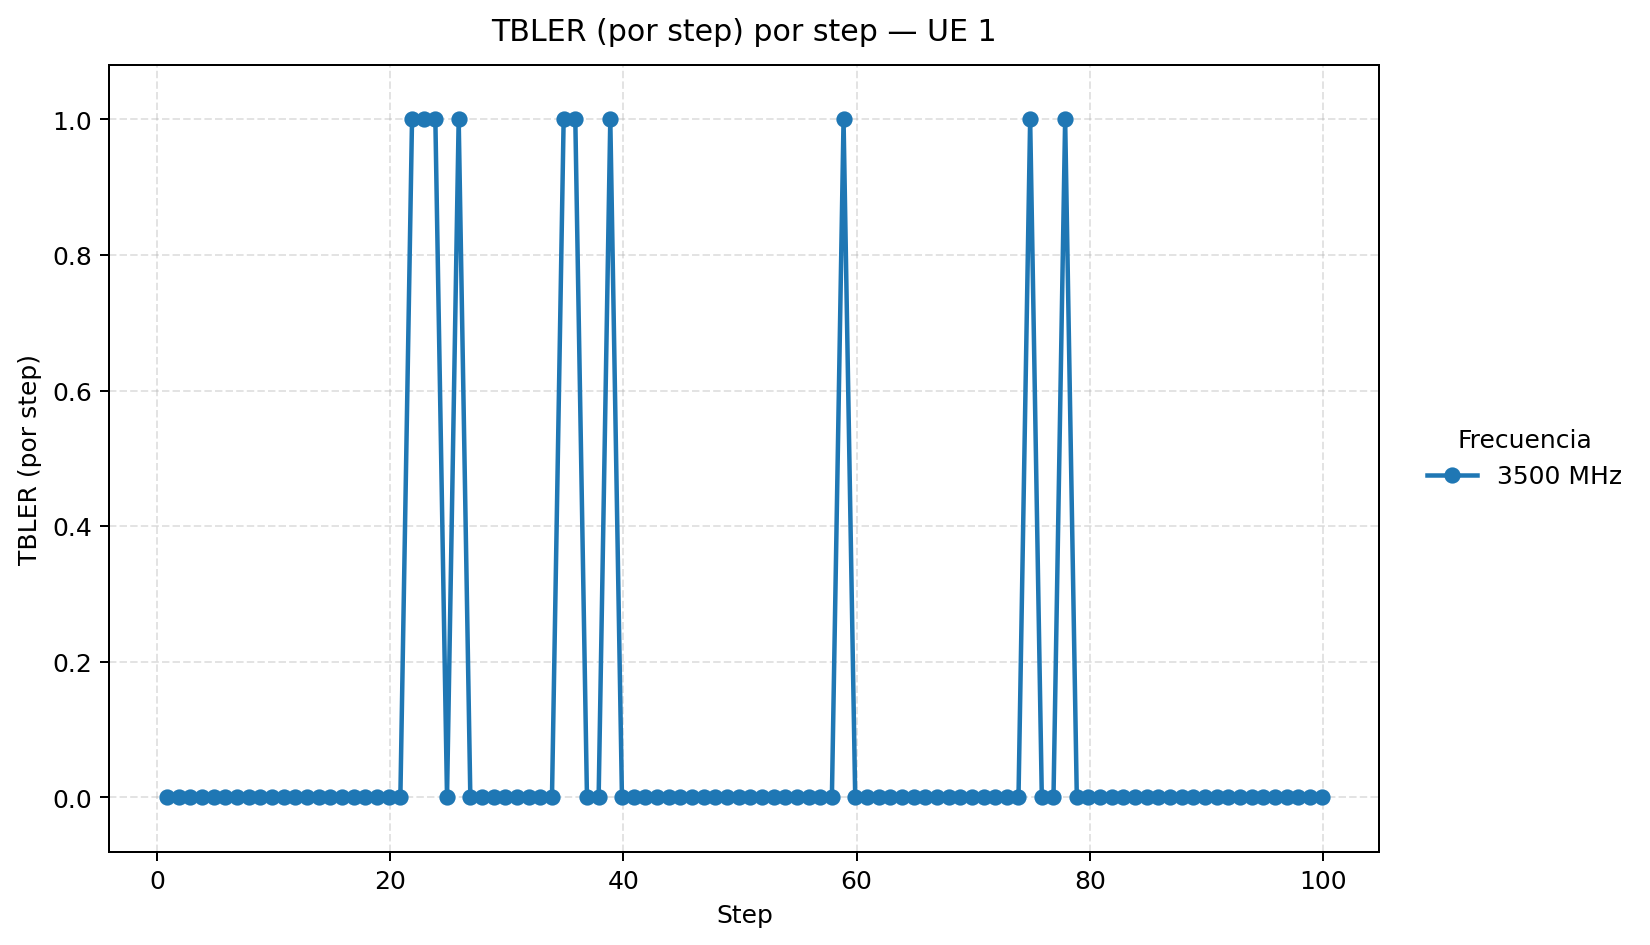 TBLER (por step) por step — UE 1
TBLER (por step)
1.0
0.8
0.6
0.4
0.2
0.0
0 20 40 60 80 100
Step
Frecuencia
3500 MHz